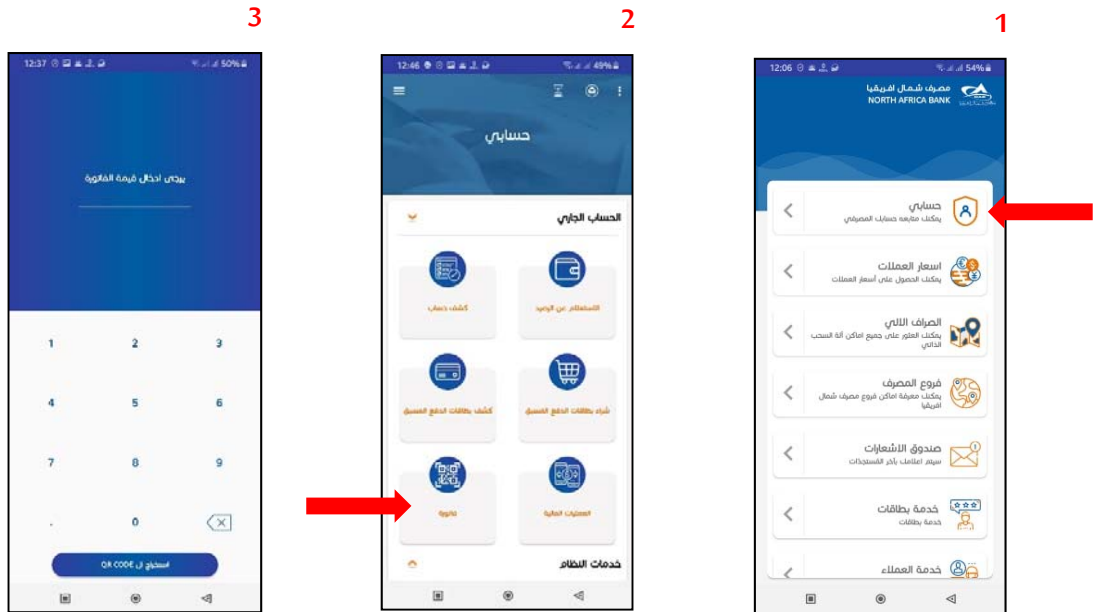 1
12:06
54%
مصرف شمال افريقيا
NORTH AFRICA BANK
حسابي
يمكنك متابعه حسابك المصرفي
اسعار العملات
يمكنك الحصول على أسعار العملات
الصراف الالي
يمكنك العثور على جميع اماكن آلة السحب
الذاتي
فروع المصرف
يمكنك معرفة اماكن فروع مصرف شمال
افريقيا
صندوق الاشعارات
سيتم اعلامك بآخر المستجدات
خدمة بطاقات
خدمة بطاقات
خدمة العملاء
2
12:46
49%
حسابي
الحساب الجاري
الاستعلام عن الرصيد
كشف حساب
شراء بطاقات الدفع المسبق
كشف بطاقات الدفع المسبق
العمليات المالية
فاتورة
خدمات النظام
3
12:37
50%
يرجى ادخال قيمة الفاتورة
1 2 3
4 5 6
7 8 9
. 0
استخراج ال QR CODE